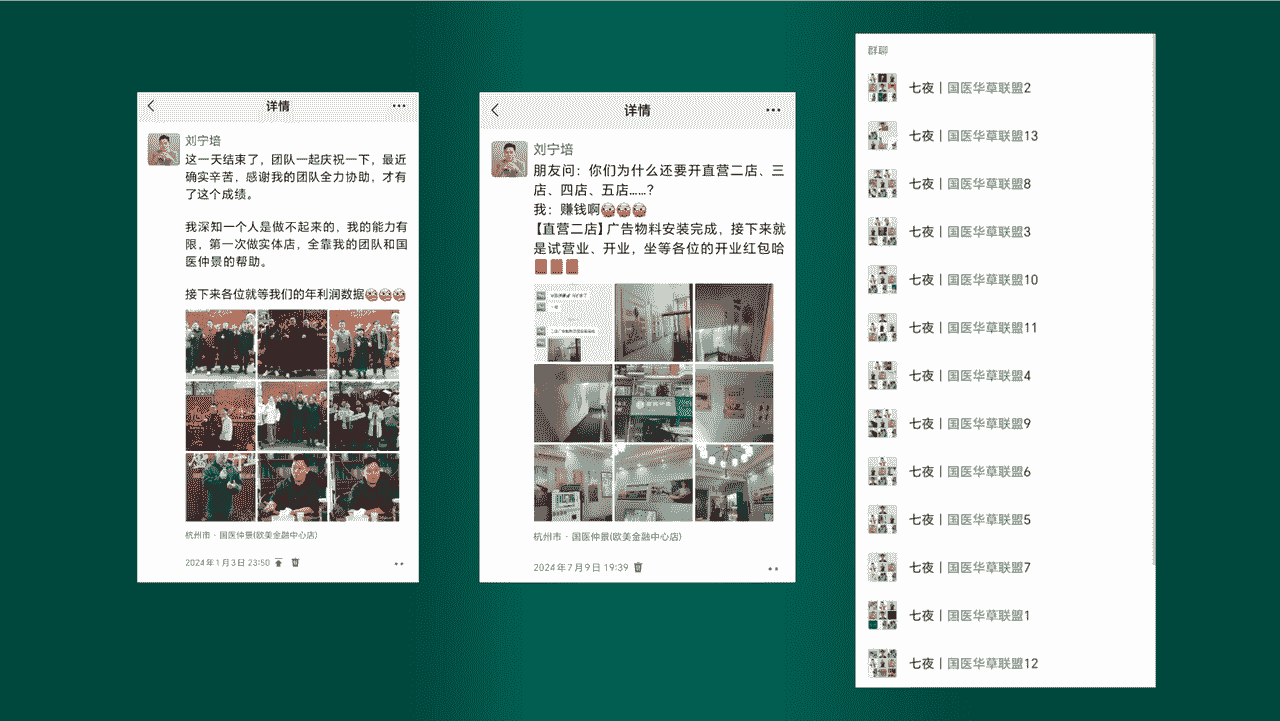 详情
刘宁培
这一天结束了，团队一起庆祝一下，最近
确实辛苦，感谢我的团队全力协助，才有
了这个成绩。
我深知一个人是做不起来的，我的能力有
限，第一次做实体店，全靠我的团队和国
医仲景的帮助。
接下来各位就等我们的年利润数据
杭州市 · 国医仲景(欧美金融中心店)
2024年1月3日 23:50
详情
刘宁培
朋友问：你们为什么还要开直营二店、三
店、四店、五店……？
我：赚钱啊
【直营二店】广告物料安装完成，接下来就
是试营业、开业，坐等各位的开业红包哈
杭州市 · 国医仲景(欧美金融中心店)
2024年7月9日 19:39
群聊
七夜丨国医华草联盟2
七夜丨国医华草联盟13
七夜丨国医华草联盟8
七夜丨国医华草联盟3
七夜丨国医华草联盟10
七夜丨国医华草联盟11
七夜丨国医华草联盟4
七夜丨国医华草联盟9
七夜丨国医华草联盟6
七夜丨国医华草联盟5
七夜丨国医华草联盟7
七夜丨国医华草联盟1
七夜丨国医华草联盟12